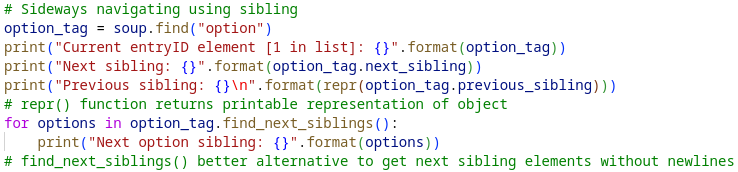 # Sideways navigating using sibling
option_tag = soup.find("option")
print("Current entryID element [1 in list]: {}".format(option_tag))
print("Next sibling: {}".format(option_tag.next_sibling))
print("Previous sibling: {}\n".format(repr(option_tag.previous_sibling)))
# repr() function returns printable representation of object
for options in option_tag.find_next_siblings():
    print("Next option sibling: {}".format(options))
# find_next_siblings() better alternative to get next sibling elements without newlines